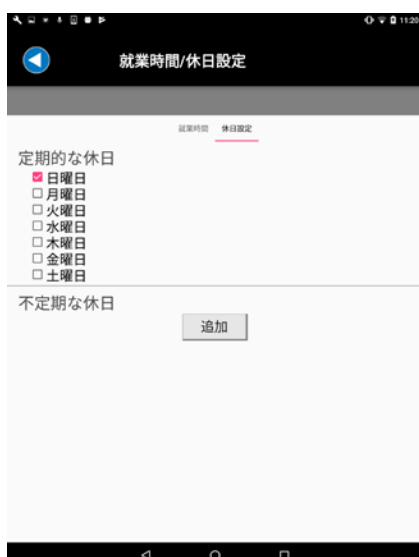 11:20
就業時間/休日設定
就業時間 休日設定
定期的な休日
日曜日
月曜日
火曜日
水曜日
木曜日
金曜日
土曜日
不定期な休日
追加